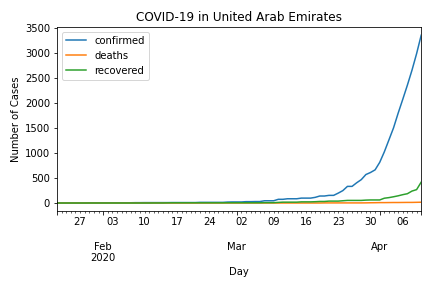 COVID-19 in United Arab Emirates
confirmed
deaths
recovered
Number of Cases
3500
3000
2500
2000
1500
1000
500
0
27 03 10 17 24 02 09 16 23 30 06
Feb Mar Apr
2020
Day